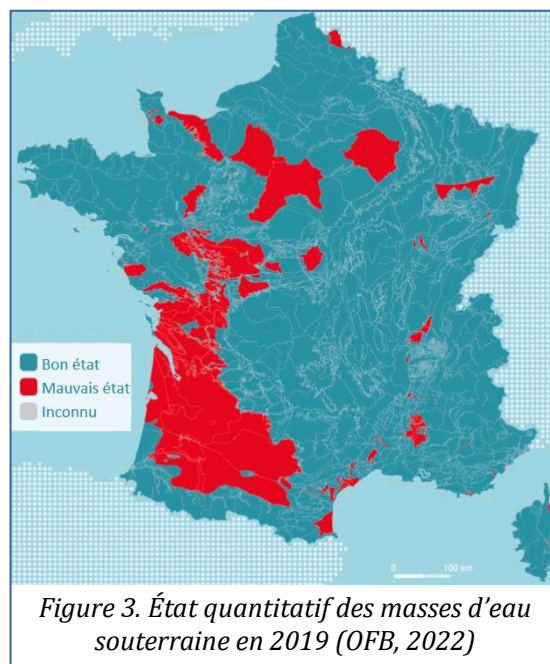 Bon état
Mauvais état
Inconnu
0 100 km
Figure 3. État quantitatif des masses d’eau
souterraine en 2019 (OFB, 2022)